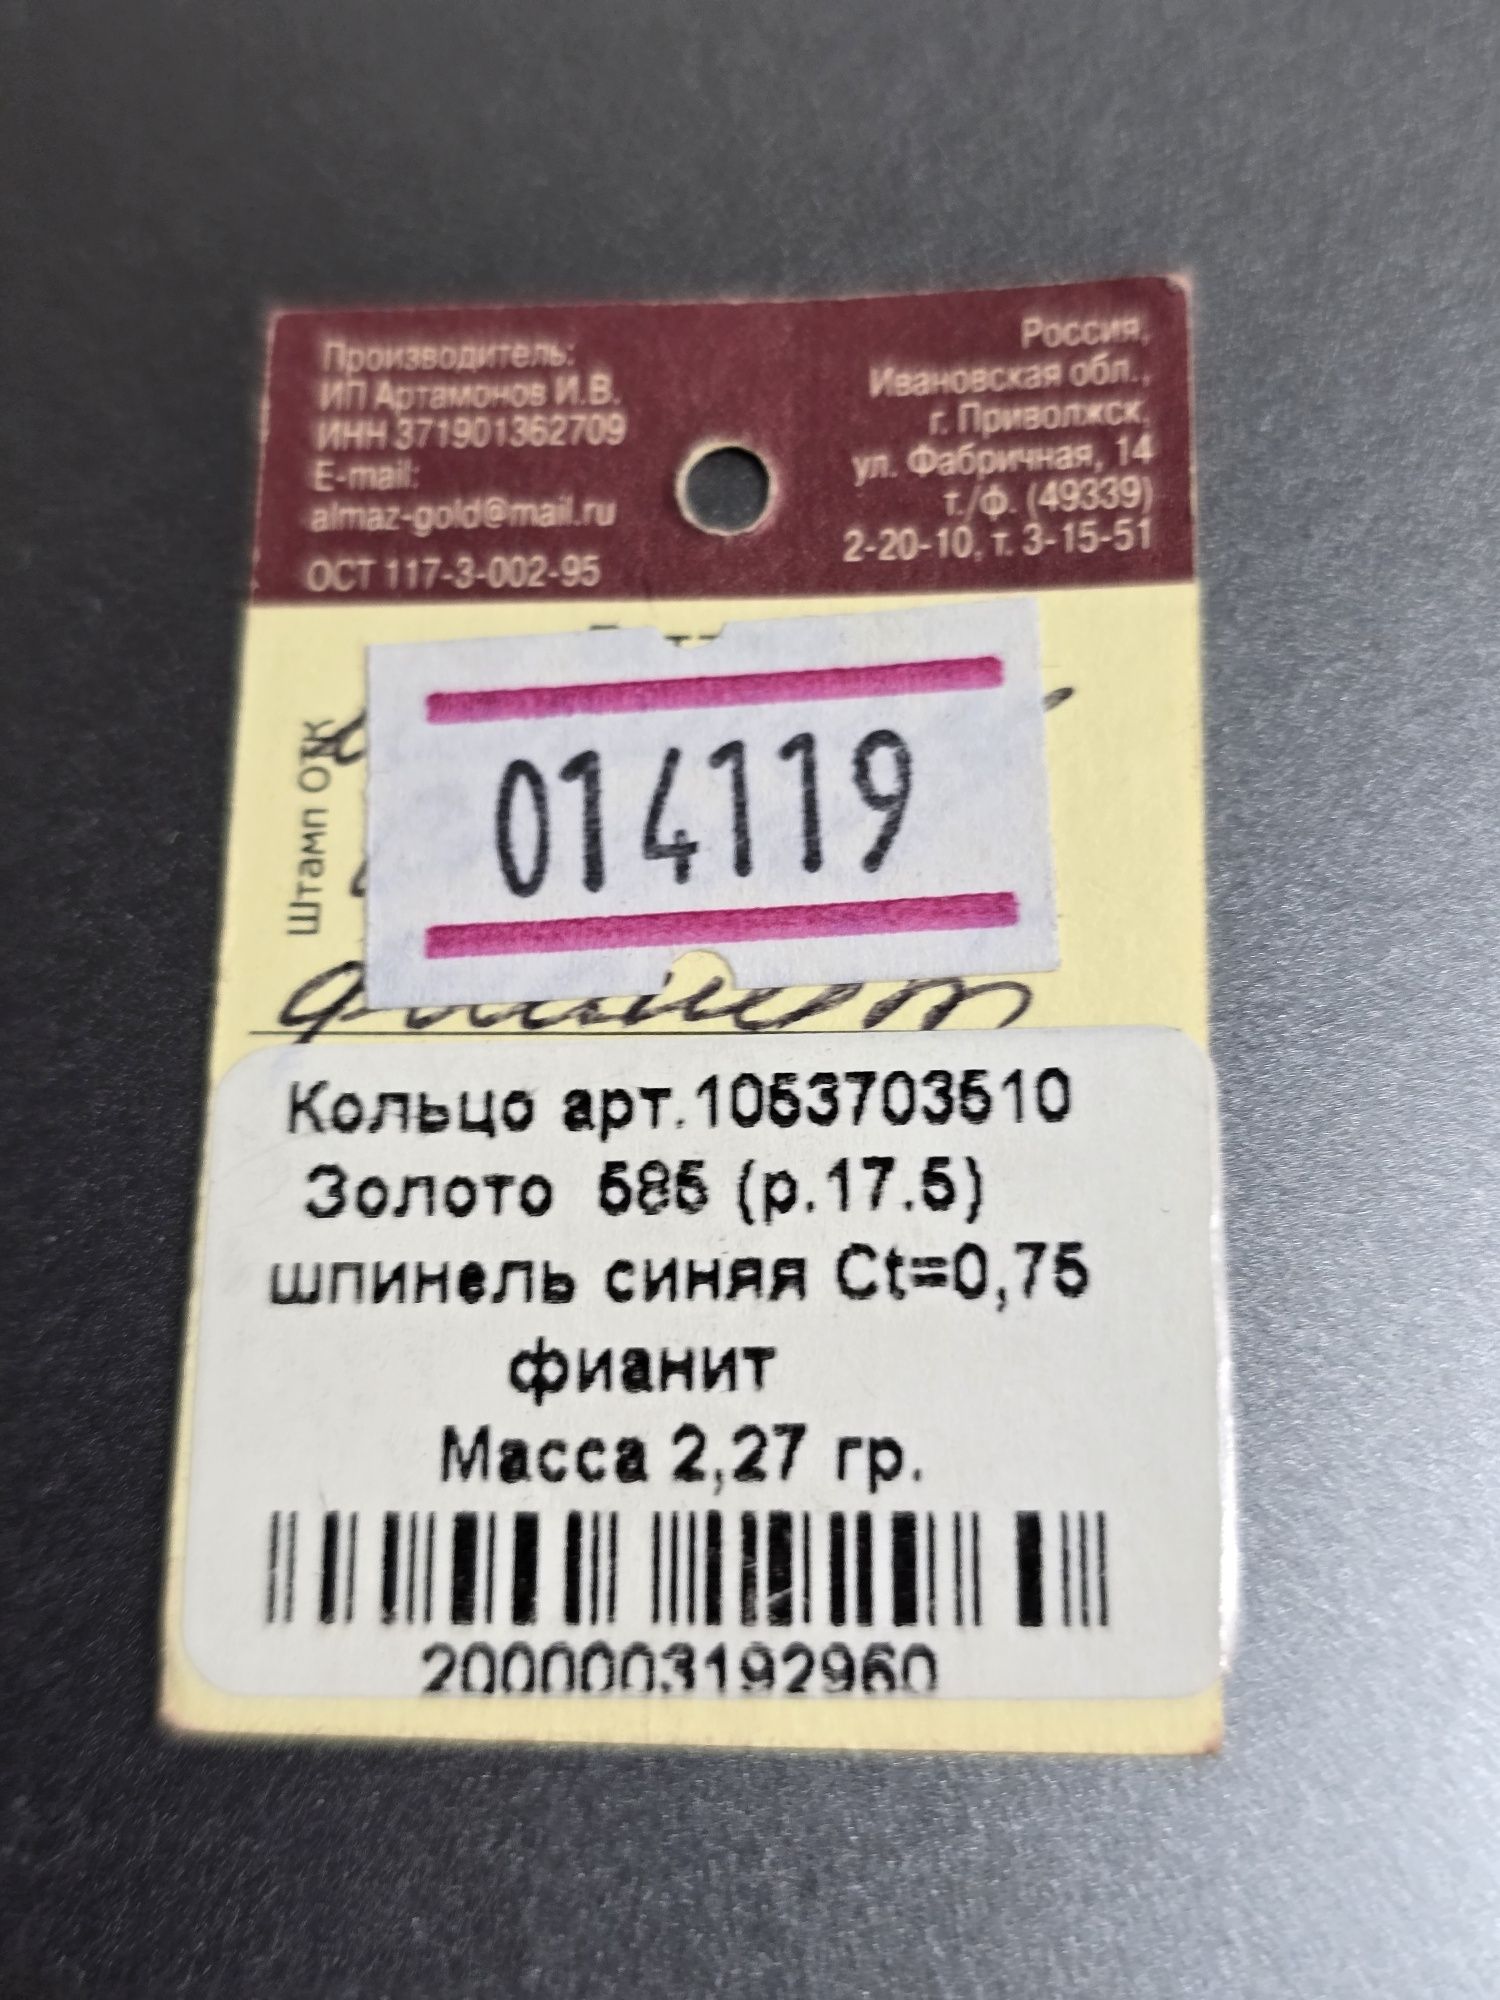 Производитель:
ИП Артамонов И.В.
ИНН 371901362709
E-mail:
almaz-gold@mail.ru
ОСТ 117-3-002-95
Россия,
Ивановская обл.,
г. Приволжск,
ул. Фабричная, 14
т./ф. (49339)
2-20-10, т. 3-15-51
Штамп ОТК
014119
фианит
Кольцо арт.1053703510
Золото 585 (р.17.5)
шпинель синяя Ct=0,75
фианит
Масса 2,27 гр.
2000003192960